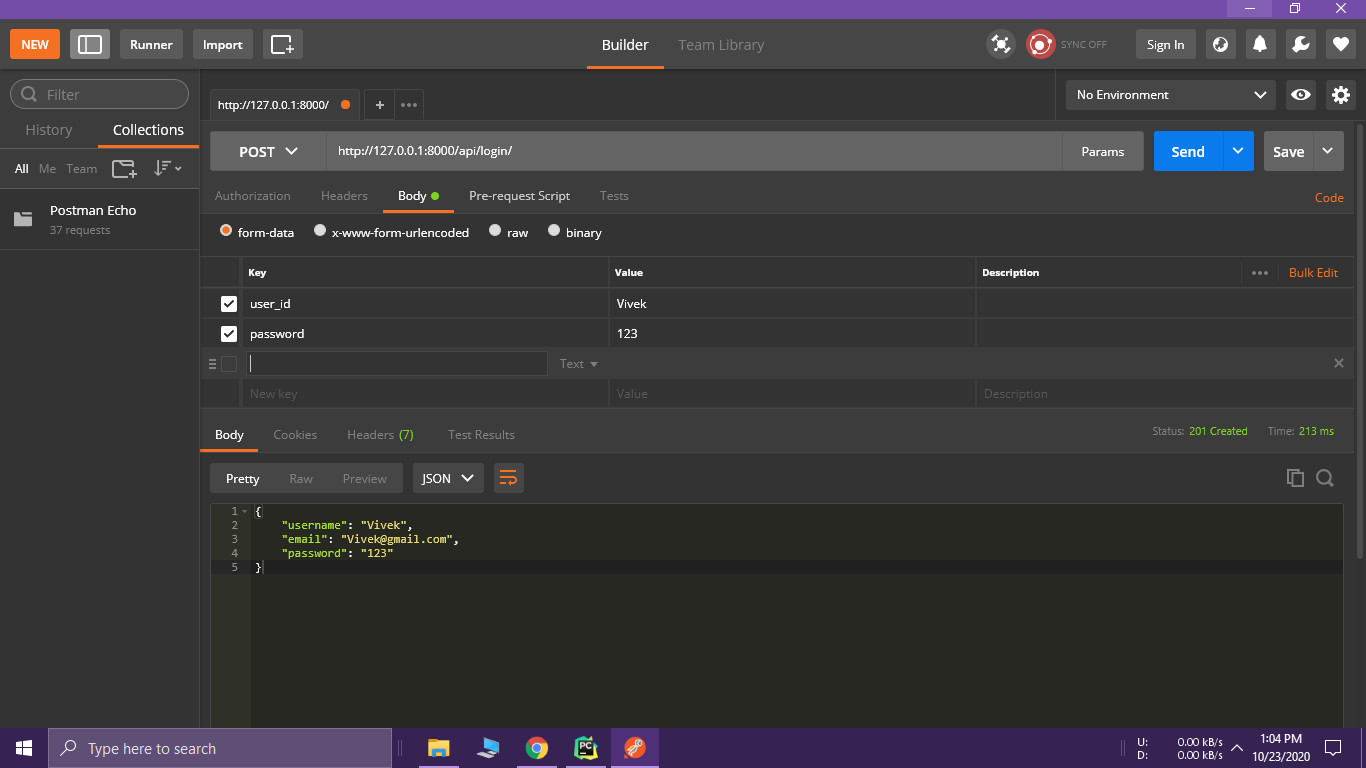 NEW Runner Import Builder Team Library SYNC OFF Sign In
Filter
http://127.0.0.1:8000/ + No Environment
History Collections
POST http://127.0.0.1:8000/api/login/ Params Send Save
All Me Team
Authorization Headers Body Pre-request Script Tests Code
Postman Echo
37 requests
form-data x-www-form-urlencoded raw binary
Key Value Description Bulk Edit
user_id Vivek
password 123
Text
New key Value Description
Body Cookies Headers (7) Test Results Status: 201 Created Time: 213 ms
Pretty Raw Preview JSON
1 {
2 "username": "Vivek",
3 "email": "Vivek@gmail.com",
4 "password": "123"
5 }
Type here to search PC U: 0.00 kB/s 1:04 PM
D: 0.00 kB/s 10/23/2020